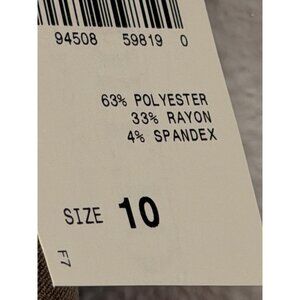 94508 59819 0
63% POLYESTER
33% RAYON
4% SPANDEX
SIZE 10
F7